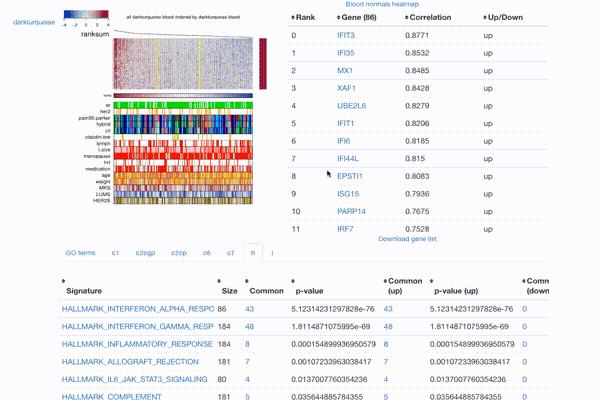 Blood normals heatmap
darkturquoise
-4 -2 0 2 4
all darkturquoise blood ordered by darkturquoise blood
ranksum
Rank Gene (86) Correlation Up/Down
0 IFIT3 0.8771 up
1 IFI35 0.8532 up
2 MX1 0.8485 up
3 XAF1 0.8428 up
4 UBE2L6 0.8279 up
5 IFIT1 0.8206 up
6 IFI6 0.8185 up
7 IFI44L 0.815 up
8 EPSTI1 0.8083 up
9 ISG15 0.7936 up
10 PARP14 0.7675 up
11 IRF7 0.7528 up
er
her2
pam50.parker
hybrid
cit
claudin.low
lymph
t.size
menopause
hrt
medication
age
weight
MKS
LUMS
HER2S
Download gene list
GO terms c1 c2cgp c2cp c6 c7 h i
Signature Size Common p-value Common (up) p-value (up) Comn (down
HALLMARK_INTERFERON_ALPHA_RESPO 86 43 5.12314231297828e-76 43 5.12314231297828e-76 0
HALLMARK_INTERFERON_GAMMA_RESP 184 48 1.8114871075995e-69 48 1.8114871075995e-69 0
HALLMARK_INFLAMMATORY_RESPONSE 184 8 0.000154899936950579 8 0.000154899936950579 0
HALLMARK_ALLOGRAFT_REJECTION 181 7 0.00107233963038417 7 0.00107233963038417 0
HALLMARK_IL6_JAK_STAT3_SIGNALING 80 4 0.0137007760354236 4 0.0137007760354236 0
HALLMARK_COMPLEMENT 181 5 0.035644885784355 5 0.035644885784355 0